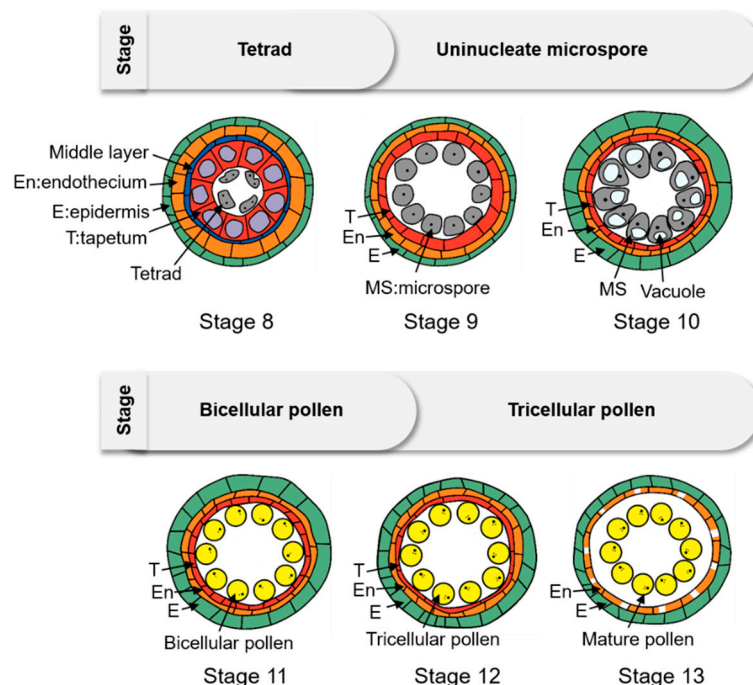 Stage
Tetrad
Uninucleate microspore
Middle layer
En:endothecium
E:epidermis
T:tapetum
Tetrad
Stage 8
T
En
E
MS:microspore
Stage 9
T
En
E
MS
Vacuole
Stage 10
Stage
Bicellular pollen
Tricellular pollen
T
En
E
Bicellular pollen
Stage 11
T
En
E
Tricellular pollen
Stage 12
En
E
Mature pollen
Stage 13